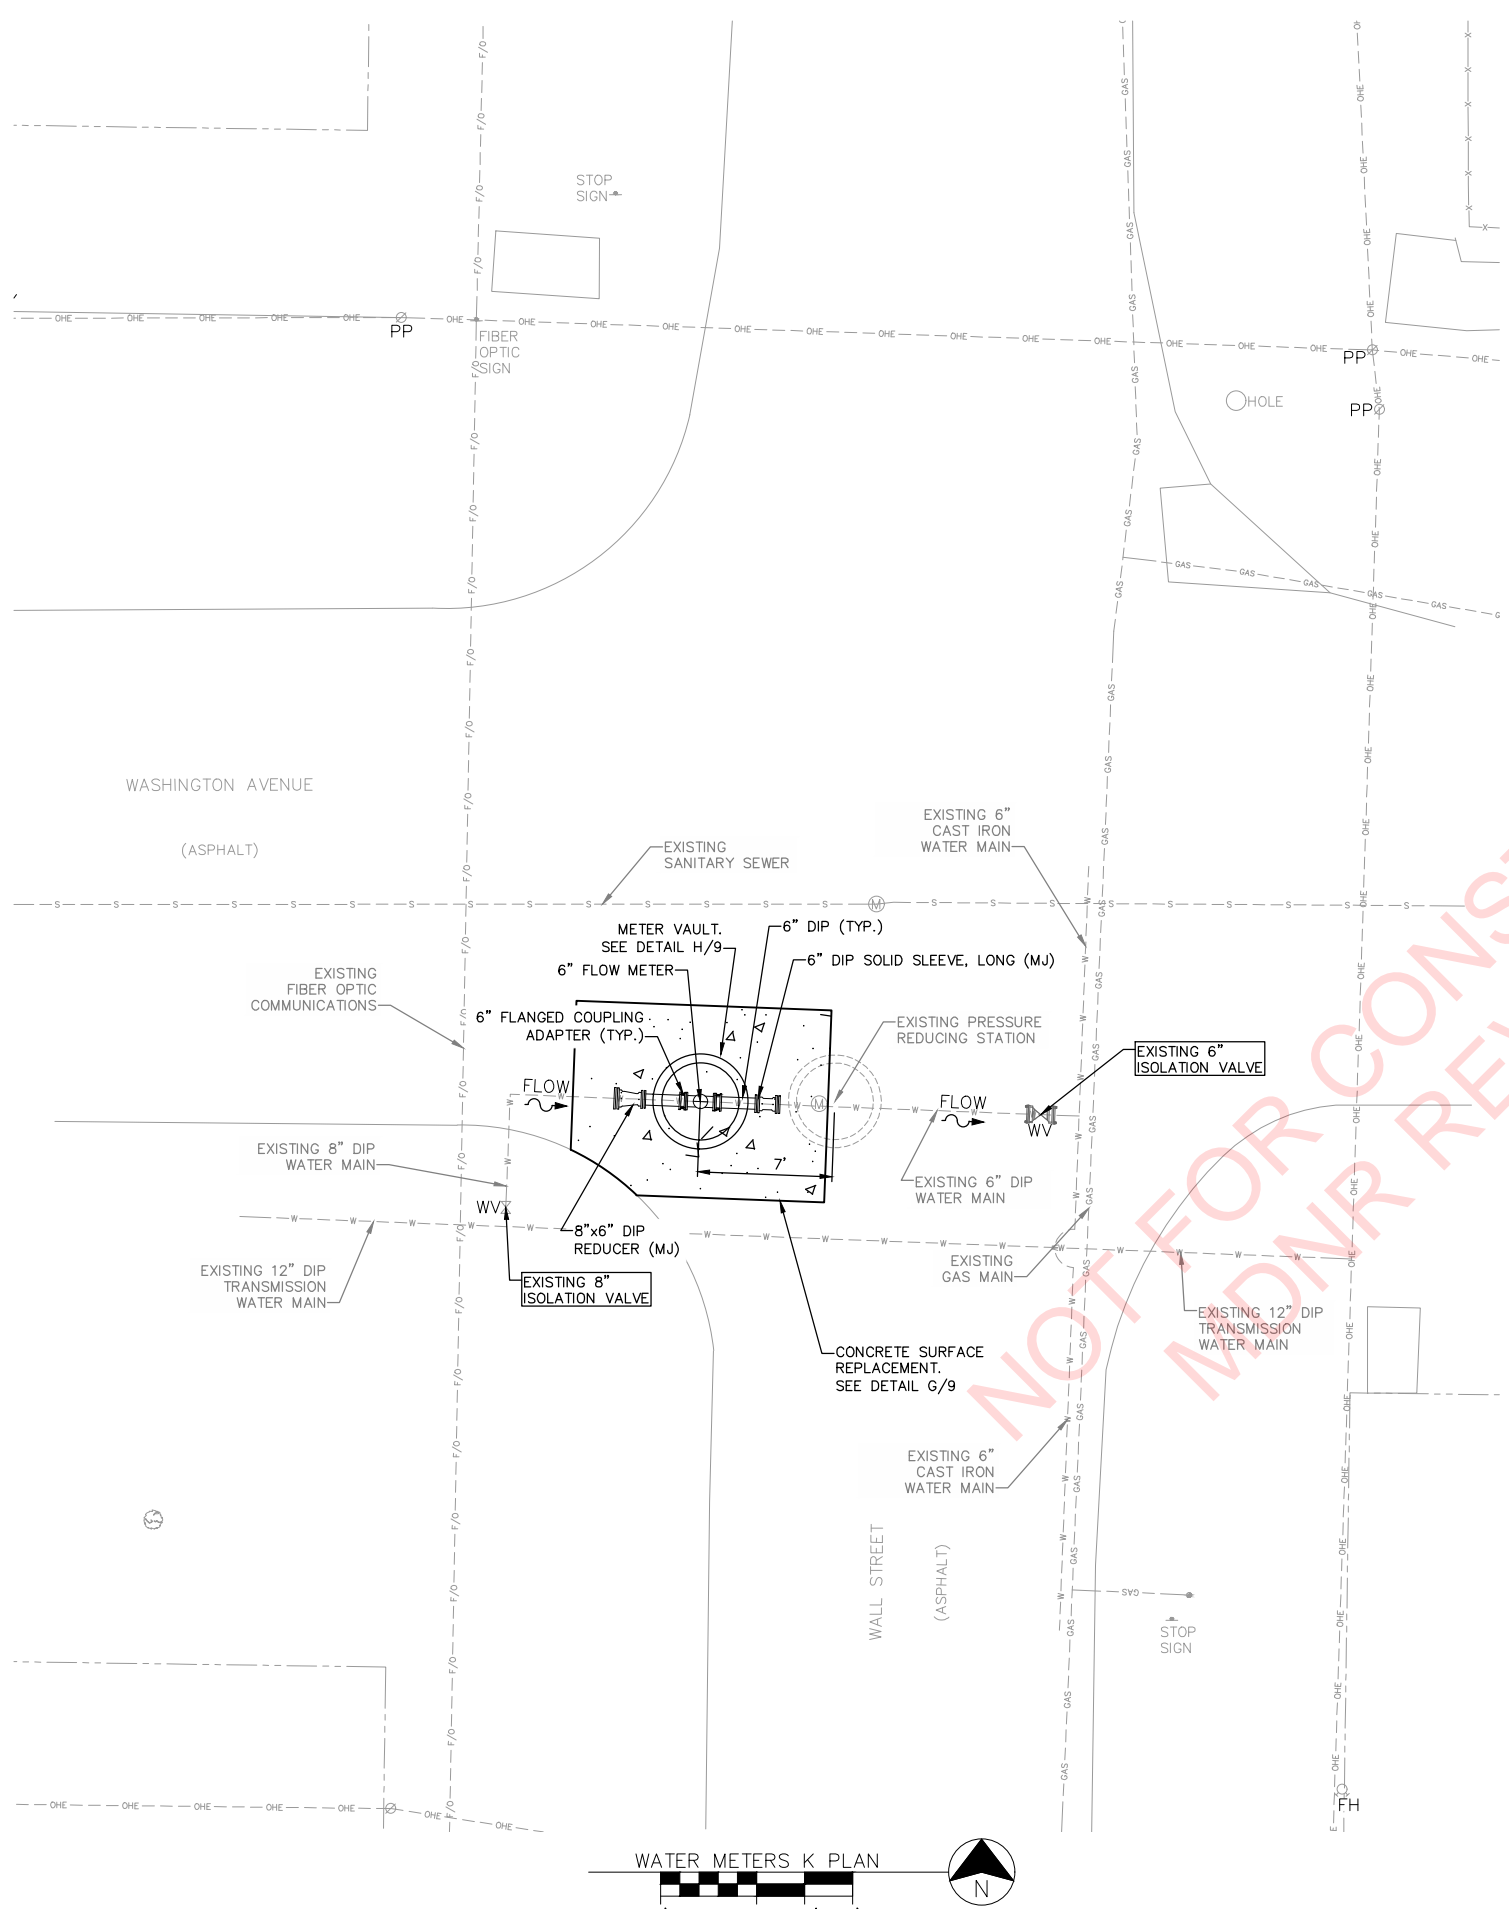 STOP
SIGN
PP
FIBER
OPTIC
SIGN
PP
PP
HOLE
WASHINGTON AVENUE
(ASPHALT)
EXISTING
SANITARY SEWER
EXISTING 6”
CAST IRON
WATER MAIN
METER VAULT.
SEE DETAIL H/9
6” FLOW METER
6” DIP (TYP.)
6” DIP SOLID SLEEVE, LONG (MJ)
EXISTING
FIBER OPTIC
COMMUNICATIONS
6” FLANGED COUPLING
ADAPTER (TYP.)
EXISTING PRESSURE
REDUCING STATION
EXISTING 6”
ISOLATION VALVE
FLOW
FLOW
WV
EXISTING 8” DIP
WATER MAIN
7’
EXISTING 6” DIP
WATER MAIN
WV
8”x6” DIP
REDUCER (MJ)
EXISTING 12” DIP
TRANSMISSION
WATER MAIN
EXISTING 8”
ISOLATION VALVE
EXISTING
GAS MAIN
EXISTING 12” DIP
TRANSMISSION
WATER MAIN
CONCRETE SURFACE
REPLACEMENT.
SEE DETAIL G/9
EXISTING 6”
CAST IRON
WATER MAIN
WALL STREET
(ASPHALT)
STOP
SIGN
FH
NOT FOR CONS
MDNR REV
WATER METERS K PLAN
N
F/O
OHE
GAS
S
W
X
M
M